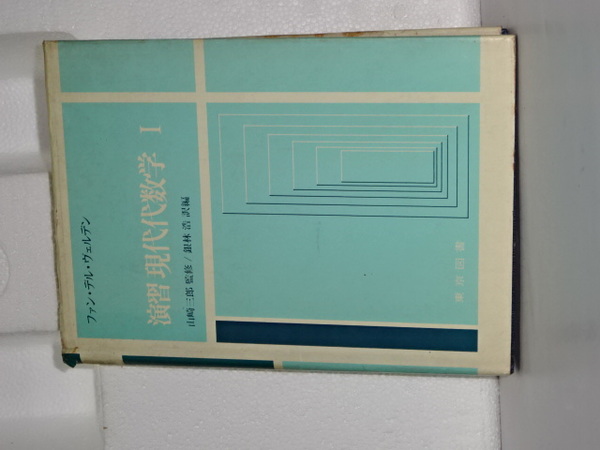 ファン・デル・ヴェルデン
演習 現代代数学 I
山崎三郎 監修 / 銀林 浩 訳編
東京図書